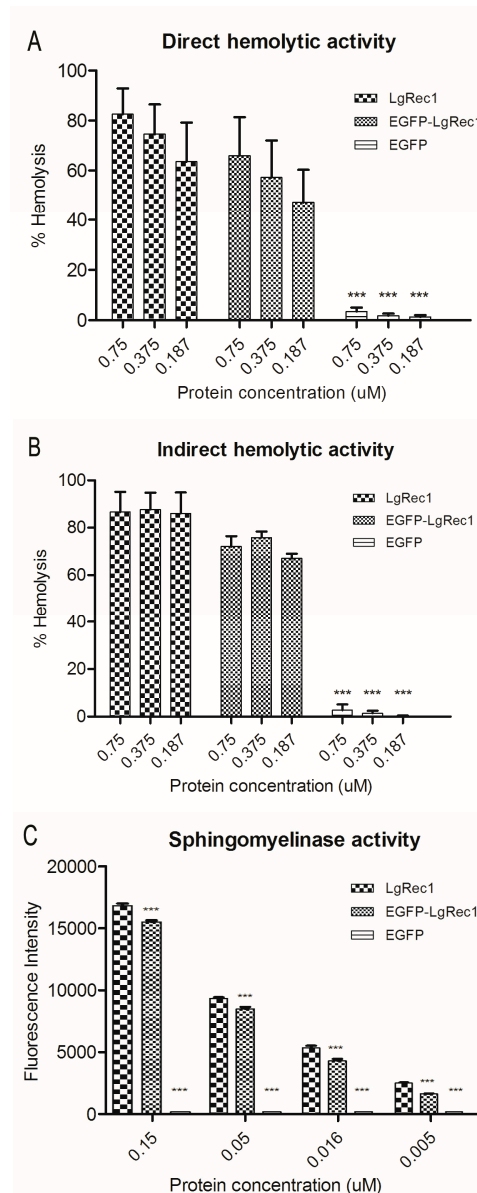 A
Direct hemolytic activity
100
80
60
40
20
0
% Hemolysis
LgRec1
EGFP-LgRec1
EGFP
*** *** ***
0.75 0.375 0.187 0.75 0.375 0.187 0.75 0.375 0.187
Protein concentration (uM)
B
Indirect hemolytic activity
100
80
60
40
20
0
% Hemolysis
LgRec1
EGFP-LgRec1
EGFP
*** *** ***
0.75 0.375 0.187 0.75 0.375 0.187 0.75 0.375 0.187
Protein concentration (uM)
C
Sphingomyelinase activity
20000
15000
10000
5000
0
Fluorescence Intensity
LgRec1
EGFP-LgRec1
EGFP
*** *** *** *** *** *** *** ***
0.15 0.05 0.016 0.005
Protein concentration (uM)